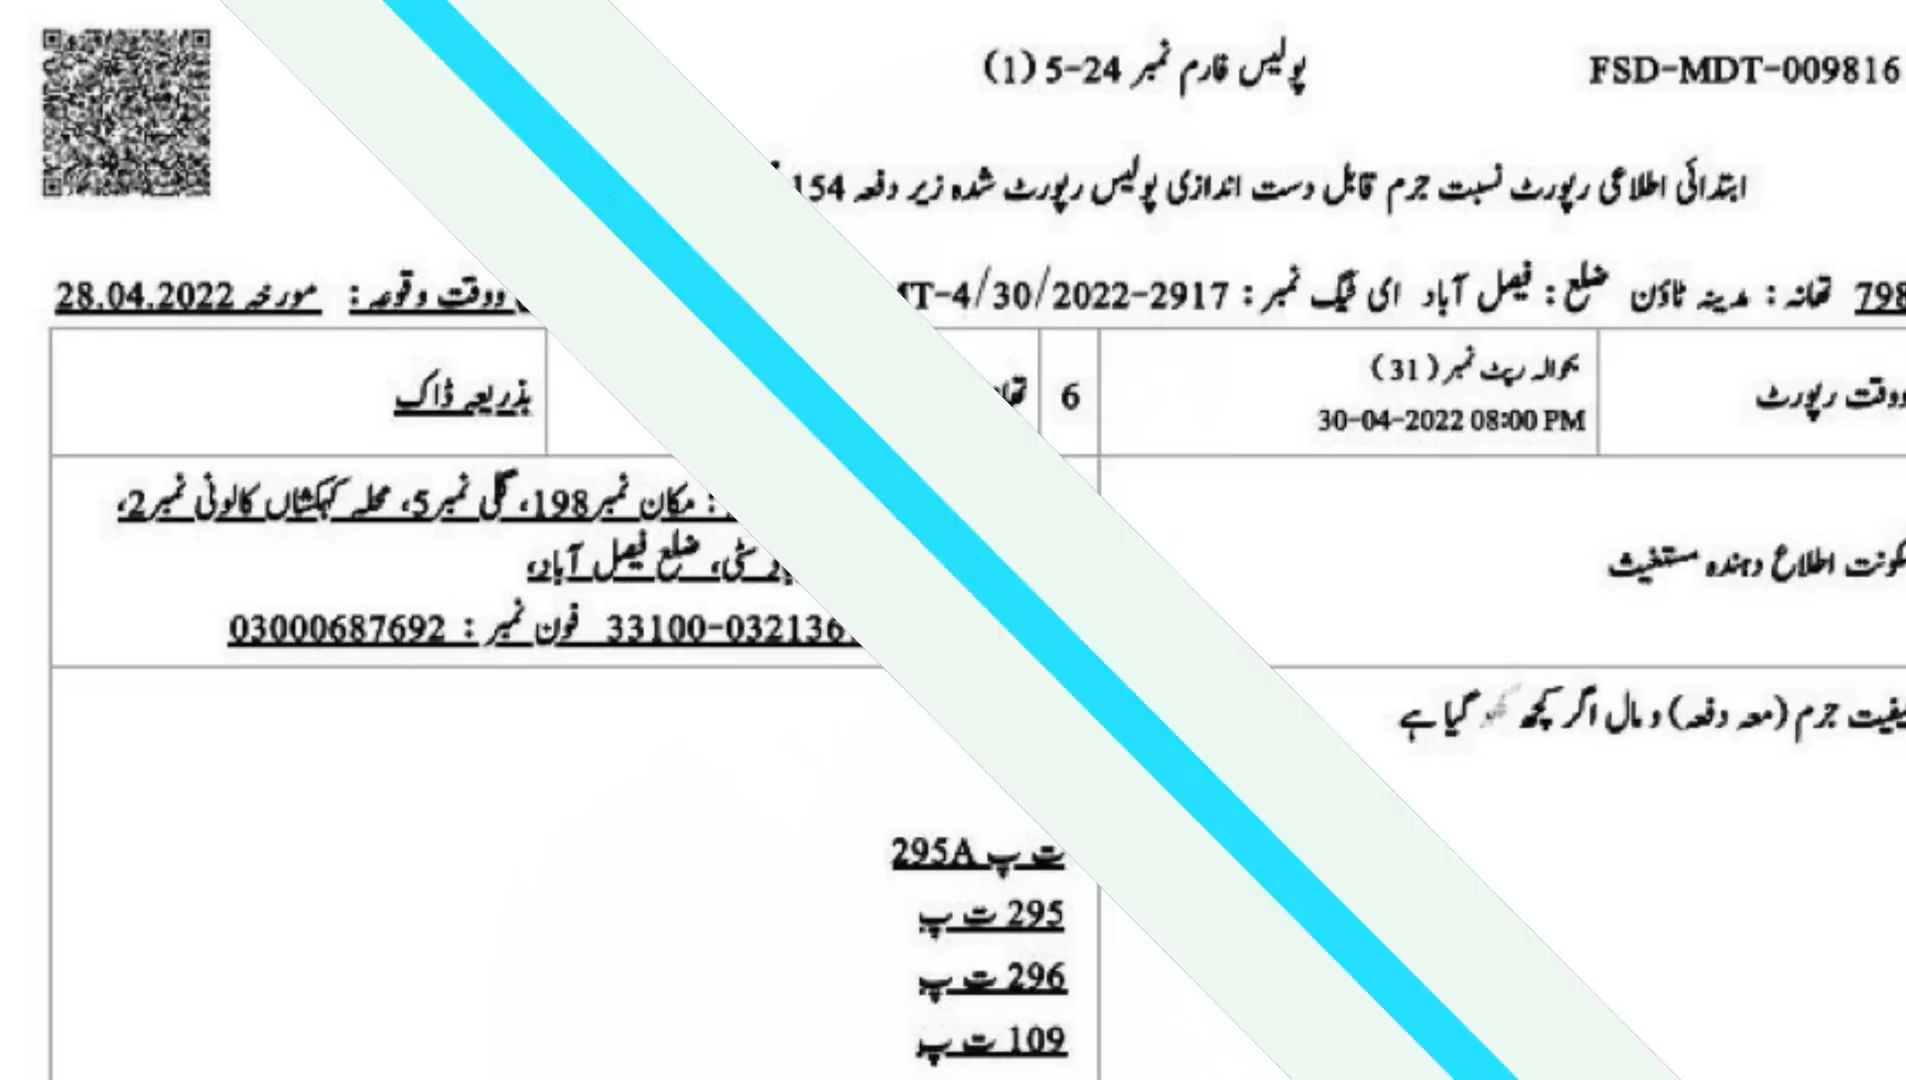 FSD-MDT-009816
پولیس فارم نمبر 24-5 (1)
ابتدائی اطلاعی رپورٹ نسبت جرم قابل دست اندازی پولیس رپورٹ شدہ زیر دفعہ 154
798 تھانہ: مدینہ ٹاؤن ضلع: فیصل آباد ای ٹیگ نمبر: T-4/30/2022-2917
ووقت وقوعہ: مورخہ 28.04.2022
ووقت رپورٹ
بحوالہ رپٹ نمبر (31)
30-04-2022 08:00 PM
6
بذریعہ ڈاک
سکونت اطلاع دہندہ مستغیث
: مکان نمبر198، گلی نمبر5، محلہ کہکشاں کالونی نمبر2،
سٹی، ضلع فیصل آباد،
33100-032136 فون نمبر: 03000687692
کیفیت جرم (معہ دفعہ) و مال اگر کچھ گیا ہے
295A ت پ
295 ت پ
296 ت پ
109 ت پ